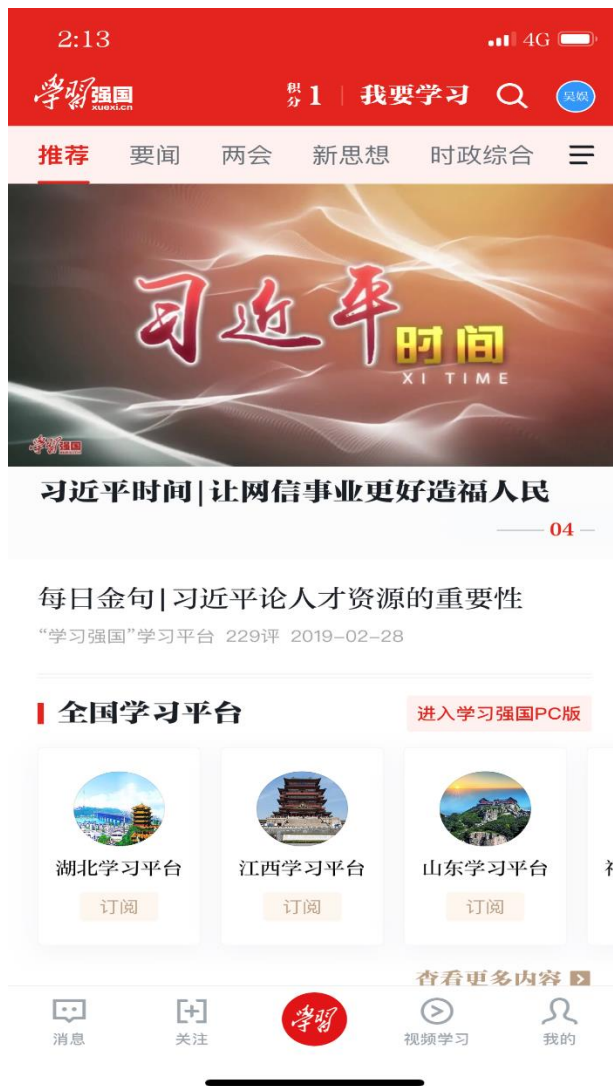 2:13 4G
学习强国 积分 1 我要学习 吴娱
xuexi.cn
推荐 要闻 两会 新思想 时政综合
习近平时间
XI TIME
学习强国
习近平时间|让网信事业更好造福人民
04
每日金句|习近平论人才资源的重要性
“学习强国”学习平台 229评 2019-02-28
全国学习平台 进入学习强国PC版
湖北学习平台 江西学习平台 山东学习平台
订阅 订阅 订阅
查看更多内容
学习
消息 关注 视频学习 我的